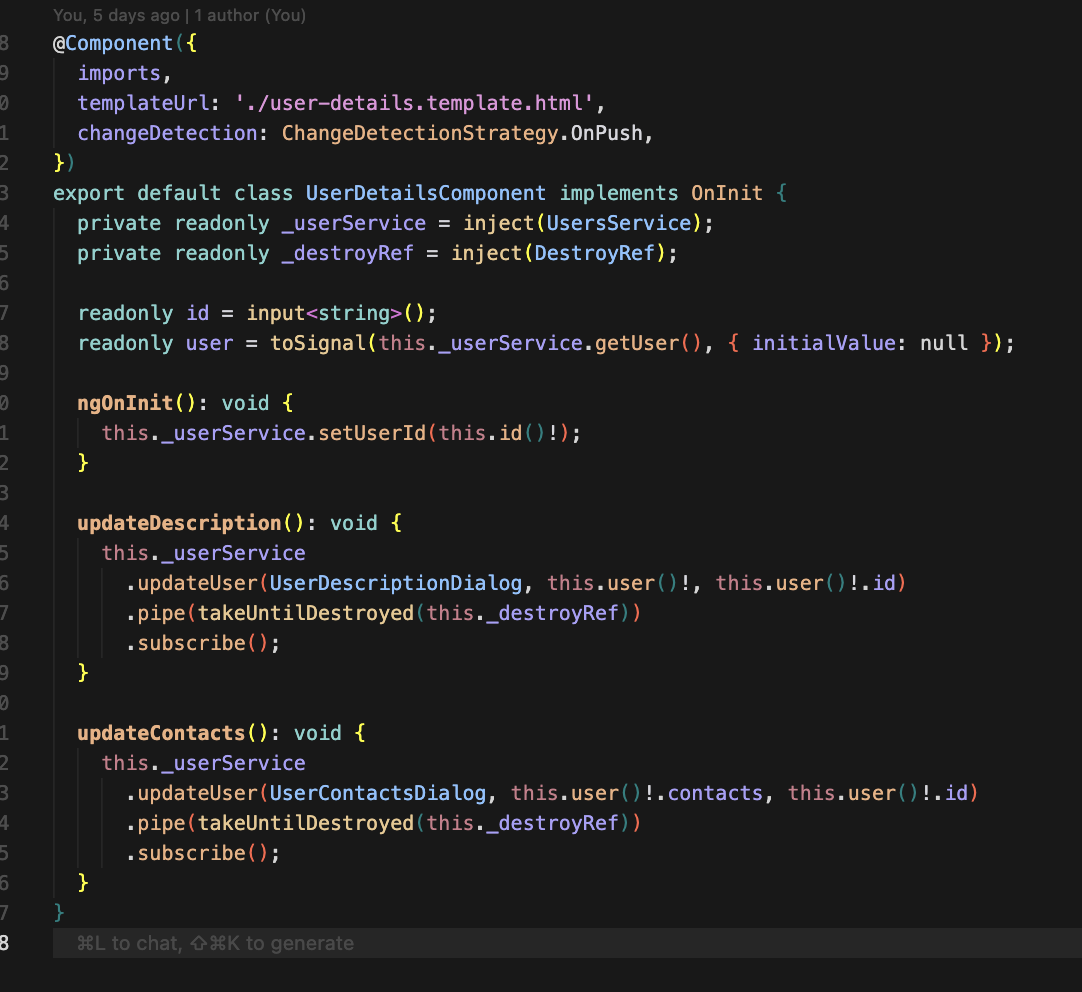 You, 5 days ago | 1 author (You)
8 @Component({
9 imports,
0 templateUrl: './user-details.template.html',
1 changeDetection: ChangeDetectionStrategy.OnPush,
2 })
3 export default class UserDetailsComponent implements OnInit {
4 private readonly _userService = inject(UsersService);
5 private readonly _destroyRef = inject(DestroyRef);
6
7 readonly id = input<string>();
8 readonly user = toSignal(this._userService.getUser(), { initialValue: null });
9
0 ngOnInit(): void {
1 this._userService.setUserId(this.id()!);
2 }
3
4 updateDescription(): void {
5 this._userService
6 .updateUser(UserDescriptionDialog, this.user()!, this.user()!.id)
7 .pipe(takeUntilDestroyed(this._destroyRef))
8 .subscribe();
9 }
0
1 updateContacts(): void {
2 this._userService
3 .updateUser(UserContactsDialog, this.user()!.contacts, this.user()!.id)
4 .pipe(takeUntilDestroyed(this._destroyRef))
5 .subscribe();
6 }
7 }
8 ⌘L to chat, ⇧⌘K to generate